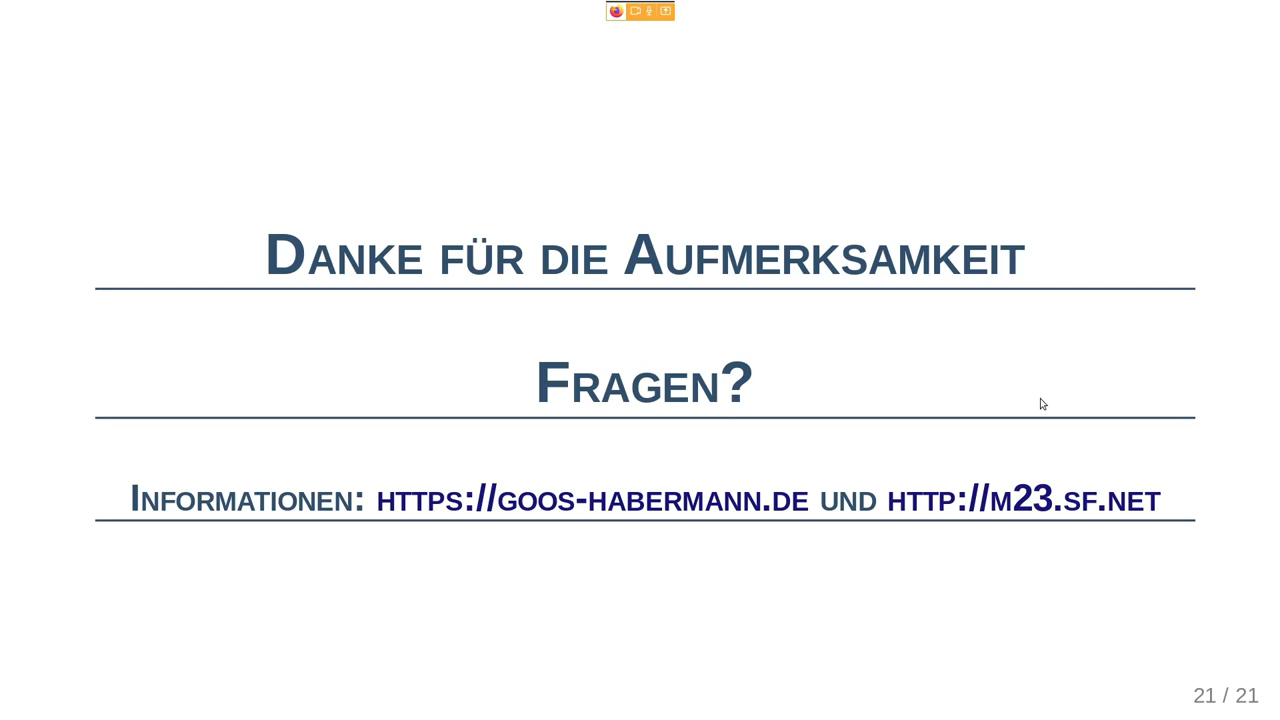 Danke für die Aufmerksamkeit
Fragen?
Informationen: https://goos-habermann.de und http://m23.sf.net
21 / 21